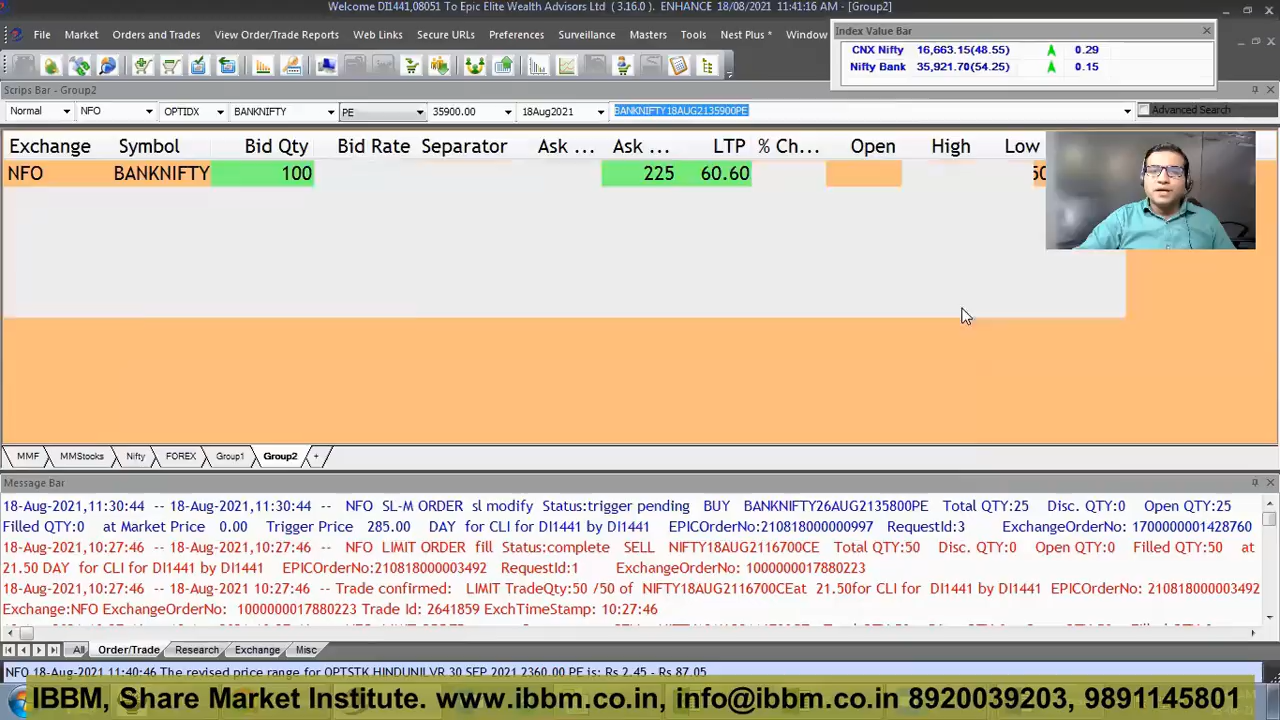 Welcome DI1441,08051 To Epic Elite Wealth Advisors Ltd ( 3.16.0 ). ENHANCE 18/08/2021 11:41:16 AM - [Group2]
File Market Orders and Trades View Order/Trade Reports Web Links Secure URLs Preferences Surveillance Masters Tools Nest Plus Window
Index Value Bar
CNX Nifty 16,663.15(48.55) 0.29
Nifty Bank 35,921.70(54.25) 0.15
Scrips Bar - Group2
Normal NFO OPTIDX BANKNIFTY PE 35900.00 18Aug2021 BANKNIFTY18AUG2135900PE Advanced Search
Exchange Symbol Bid Qty Bid Rate Separator Ask ... Ask ... LTP % Ch... Open High Low
NFO BANKNIFTY 100 225 60.60
MMF MMStocks Nifty FOREX Group1 Group2 +
Message Bar
18-Aug-2021,11:30:44 -- 18-Aug-2021,11:30:44 -- NFO SL-M ORDER sl modify Status:trigger pending BUY BANKNIFTY26AUG2135800PE Total QTY:25 Disc. QTY:0 Open QTY:25
Filled QTY:0 at Market Price 0.00 Trigger Price 285.00 DAY for CLI for DI1441 by DI1441 EPICOrderNo:210818000000997 RequestId:3 ExchangeOrderNo: 1700000001428760
18-Aug-2021,10:27:46 -- 18-Aug-2021,10:27:46 -- NFO LIMIT ORDER fill Status:complete SELL NIFTY18AUG2116700CE Total QTY:50 Disc. QTY:0 Open QTY:0 Filled QTY:50 at
21.50 DAY for CLI for DI1441 by DI1441 EPICOrderNo:210818000003492 RequestId:1 ExchangeOrderNo: 1000000017880223
18-Aug-2021,10:27:46 -- 18-Aug-2021 10:27:46 -- Trade confirmed: LIMIT TradeQty:50 /50 of NIFTY18AUG2116700CEat 21.50for CLI for DI1441 by DI1441 EPICOrderNo: 210818000003492
Exchange:NFO ExchangeOrderNo: 1000000017880223 Trade Id: 2641859 ExchTimeStamp: 10:27:46
All Order/Trade Research Exchange Misc
NFO 18-Aug-2021,11:40:46 The revised price range for OPTSTK HINDUNILVR 30 SEP 2021 2360.00 PE is: Rs 2.45 - Rs 87.05
IBBM, Share Market Institute. www.ibbm.co.in, info@ibbm.co.in 8920039203, 9891145801